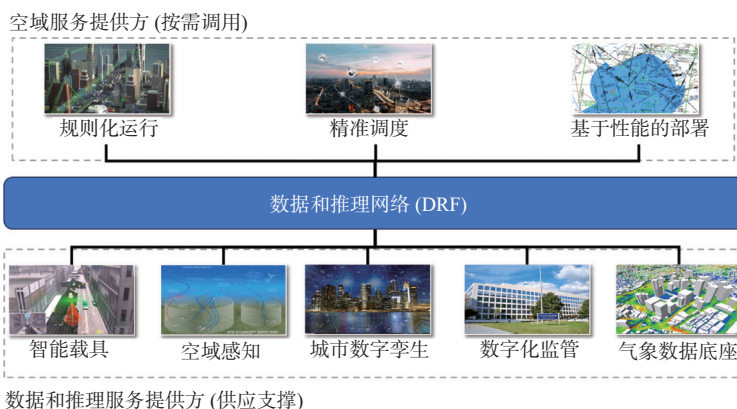 空域服务提供方 (按需调用)
规则化运行
精准调度
基于性能的部署
数据和推理网络 (DRF)
智能载具
空域感知
城市数字孪生
数字化监管
气象数据底座
数据和推理服务提供方 (供应支撑)